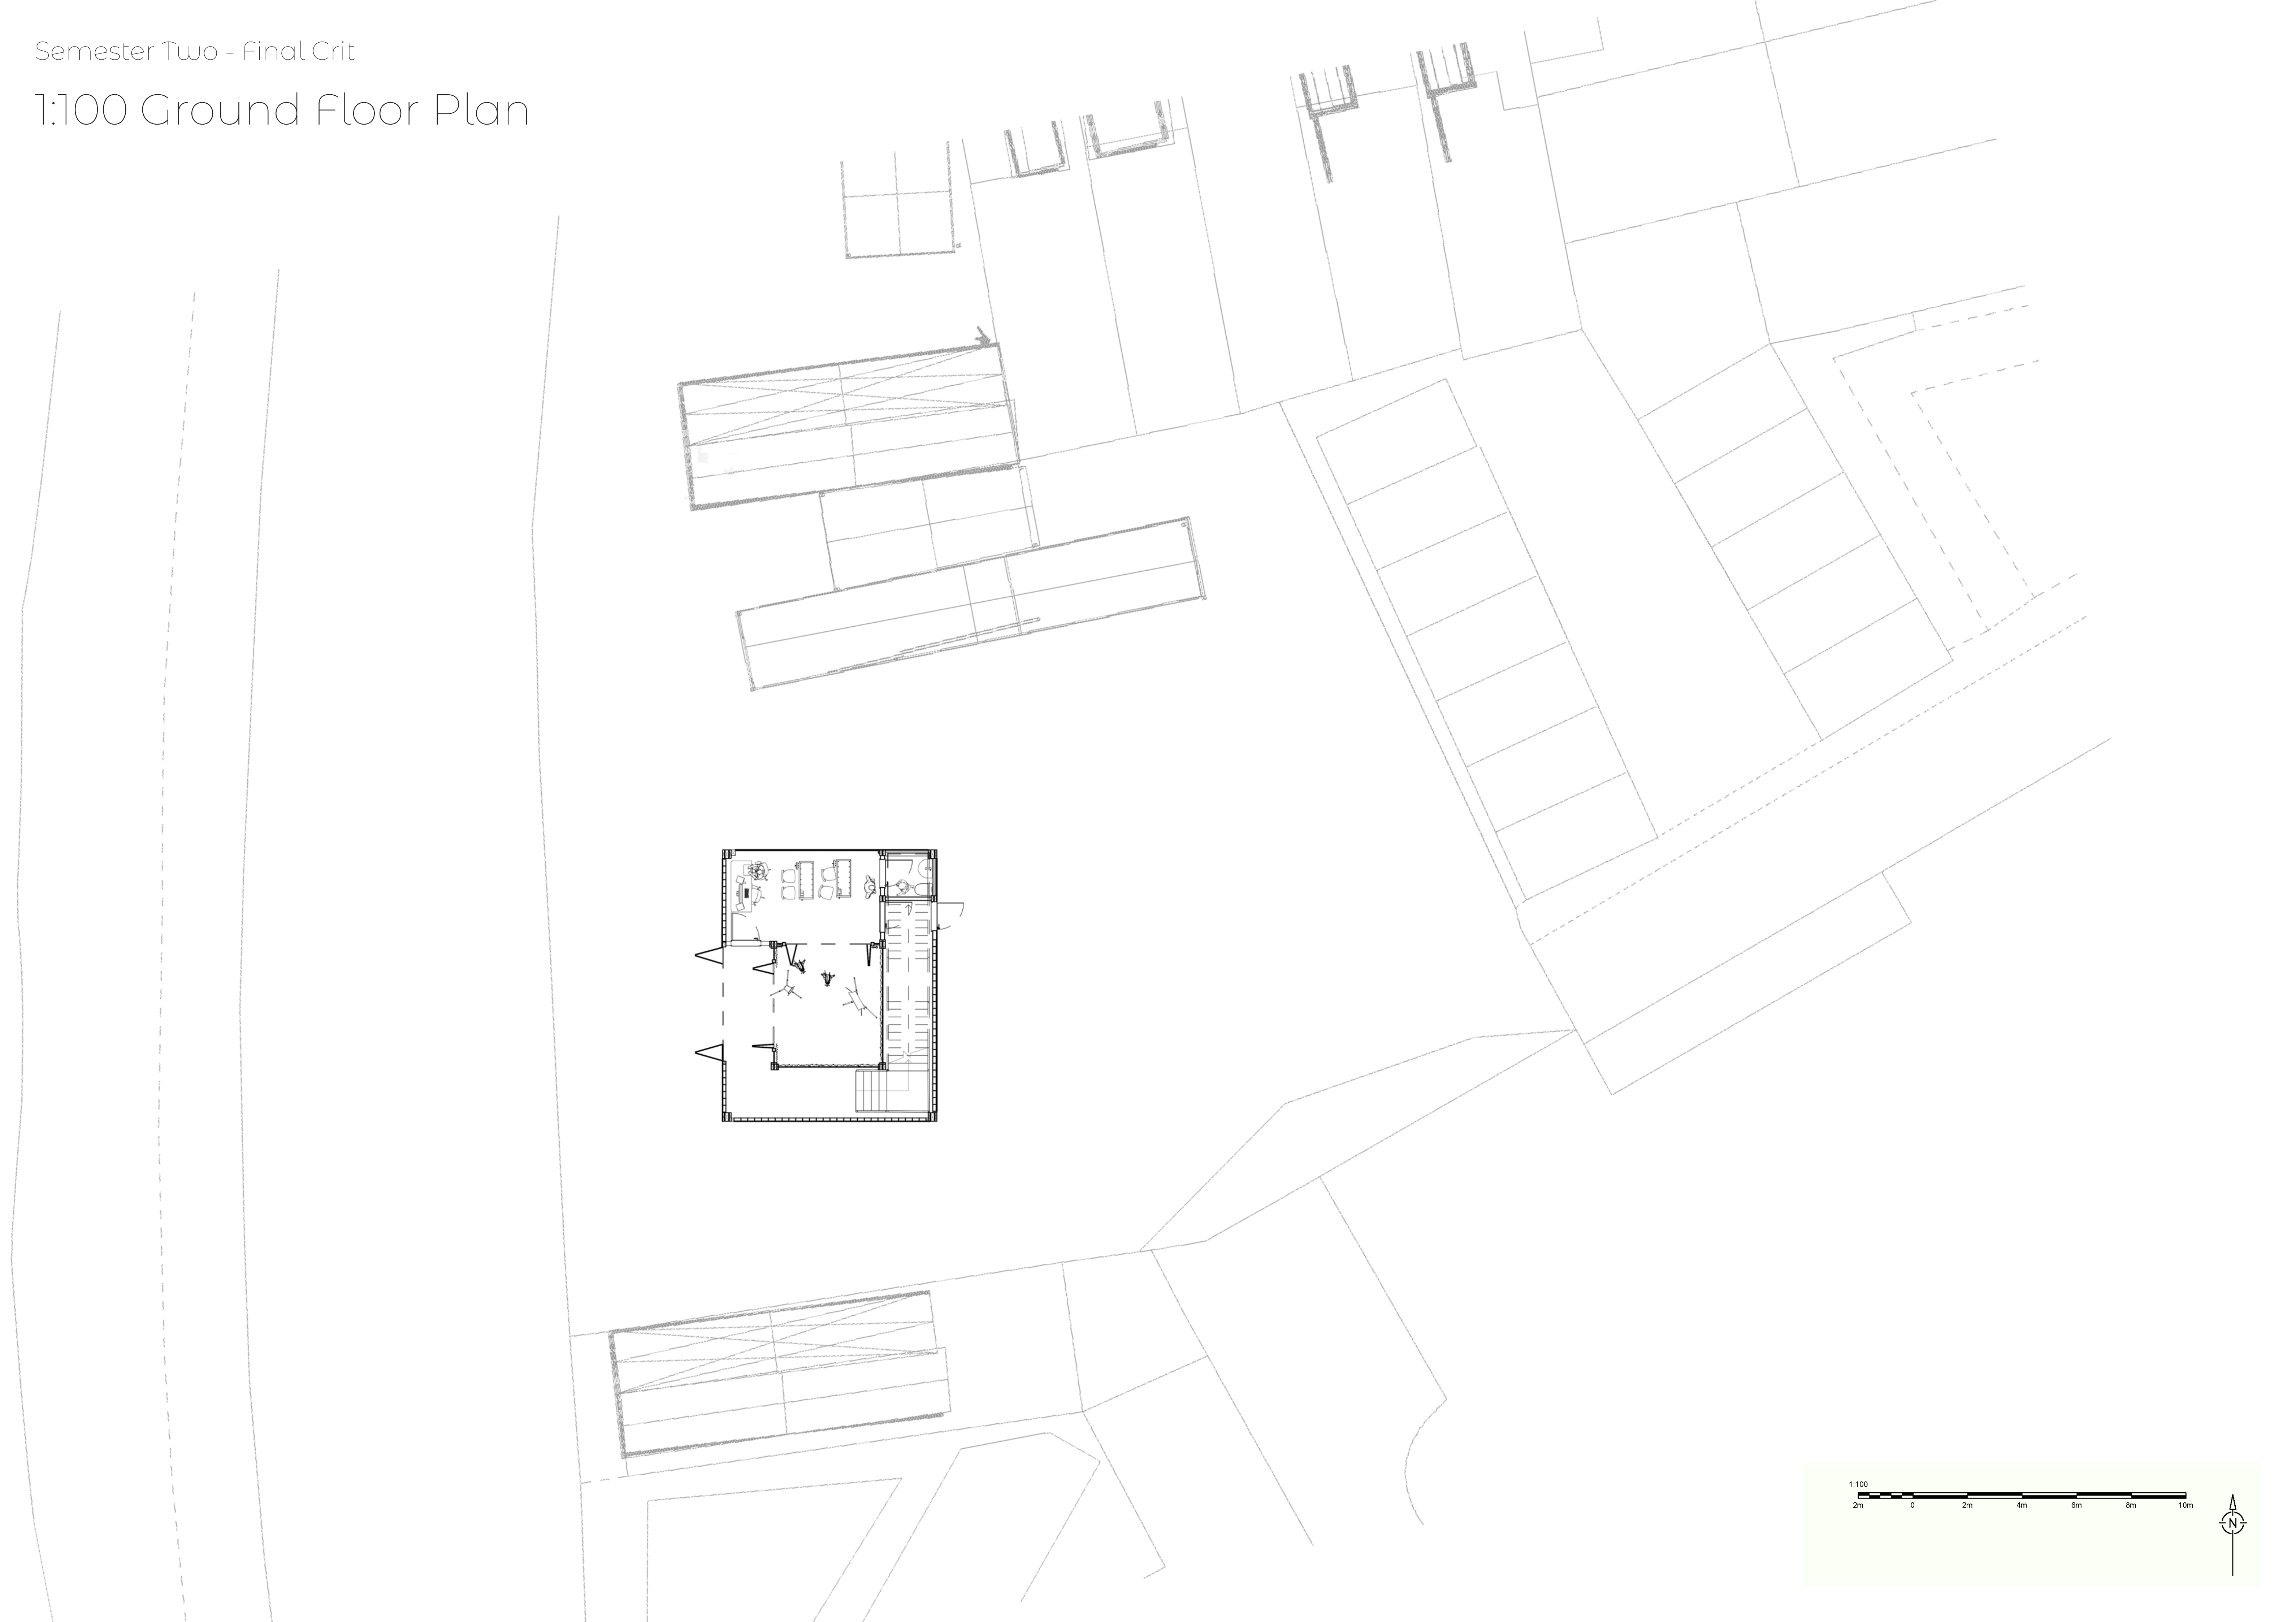 Semester Two - Final Crit
1:100 Ground Floor Plan
1:100
2m 0 2m 4m 6m 8m 10m
N